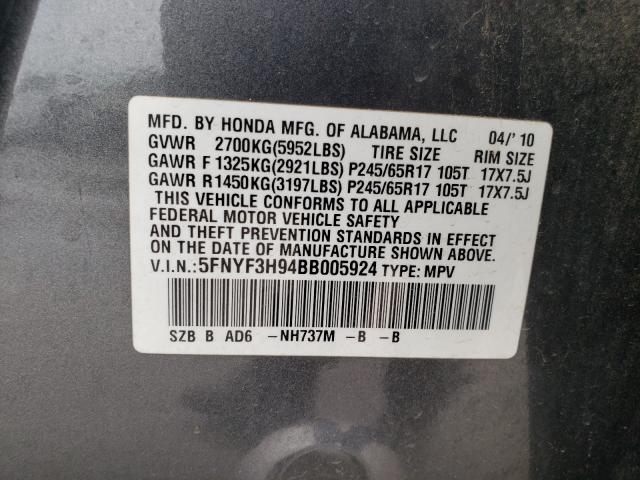 MFD. BY HONDA MFG. OF ALABAMA, LLC 04/'10
GVWR 2700KG(5952LBS) TIRE SIZE RIM SIZE
GAWR F 1325KG(2921LBS) P245/65R17 105T 17X7.5J
GAWR R1450KG(3197LBS) P245/65R17 105T 17X7.5J
THIS VEHICLE CONFORMS TO ALL APPLICABLE
FEDERAL MOTOR VEHICLE SAFETY
AND THEFT PREVENTION STANDARDS IN EFFECT
ON THE DATE OF MANUFACTURE SHOWN ABOVE.
V.I.N.:5FNYF3H94BB005924 TYPE: MPV
SZB B AD6 -NH737M -B -B